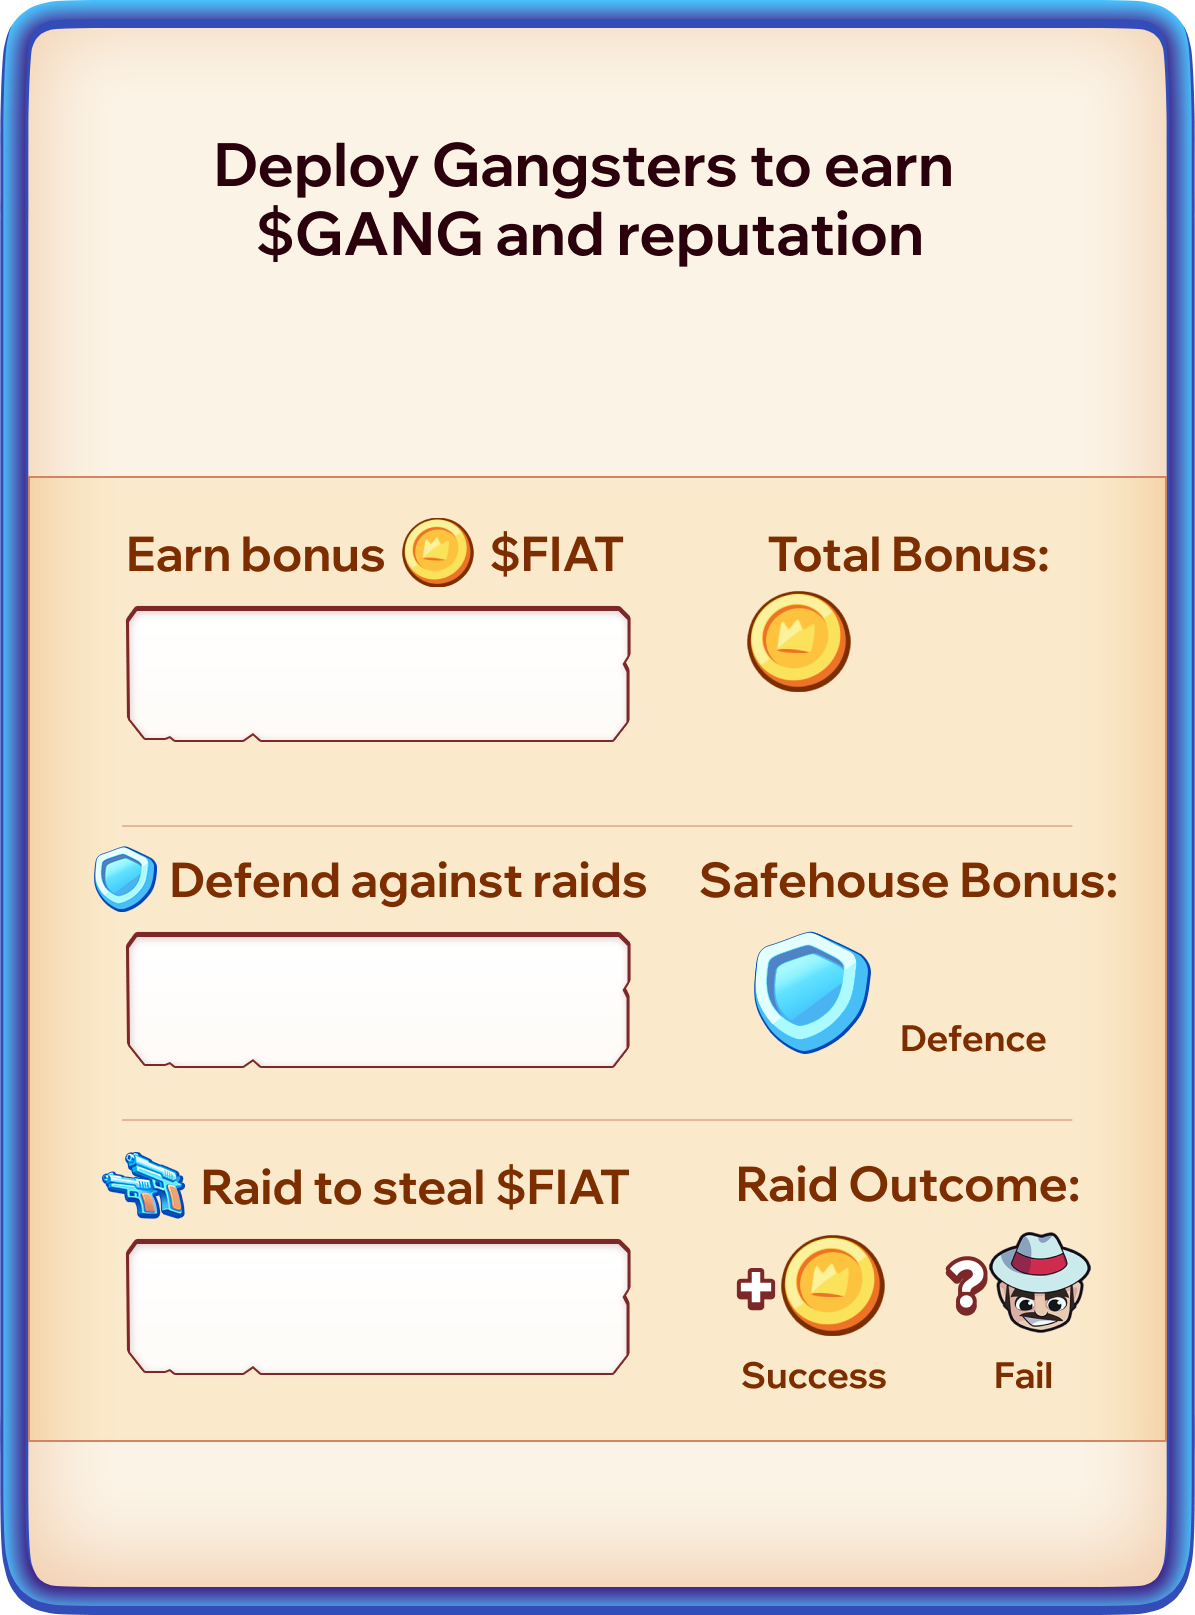 Deploy Gangsters to earn
$GANG and reputation
Earn bonus $FIAT
Total Bonus:
Defend against raids
Safehouse Bonus:
Defence
Raid to steal $FIAT
Raid Outcome:
+
?
Success
Fail